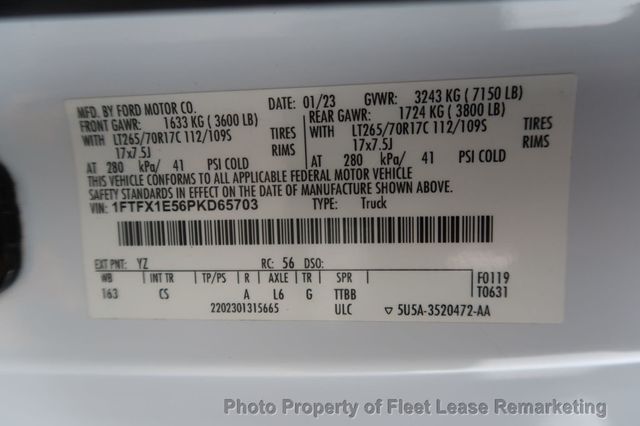 MFD. BY FORD MOTOR CO. DATE: 01/23 GVWR: 3243 KG ( 7150 LB)
FRONT GAWR: 1633 KG ( 3600 LB) REAR GAWR: 1724 KG ( 3800 LB)
WITH LT265/70R17C 112/109S TIRES WITH LT265/70R17C 112/109S TIRES
17x7.5J RIMS 17x7.5J RIMS
AT 280 kPa/ 41 PSI COLD AT 280 kPa/ 41 PSI COLD
THIS VEHICLE CONFORMS TO ALL APPLICABLE FEDERAL MOTOR VEHICLE
SAFETY STANDARDS IN EFFECT ON THE DATE OF MANUFACTURE SHOWN ABOVE.
VIN: 1FTFX1E56PKD65703 TYPE: Truck
EXT PNT: YZ RC: 56 DSO: F0119
WB INT TR TP/PS R AXLE TR SPR T0631
163 CS A L6 G TTBB
2202301315665 ULC ▽ 5U5A-3520472-AA
Photo Property of Fleet Lease Remarketing